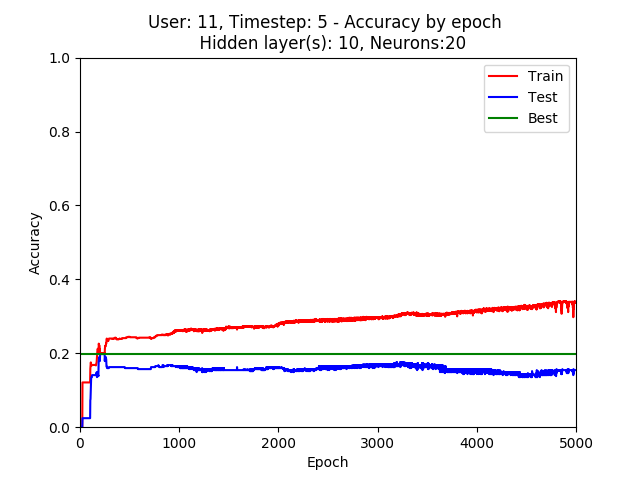 User: 11, Timestep: 5 - Accuracy by epoch
Hidden layer(s): 10, Neurons:20
Train
Test
Best
Accuracy
1.0
0.8
0.6
0.4
0.2
0.0
0 1000 2000 3000 4000 5000
Epoch